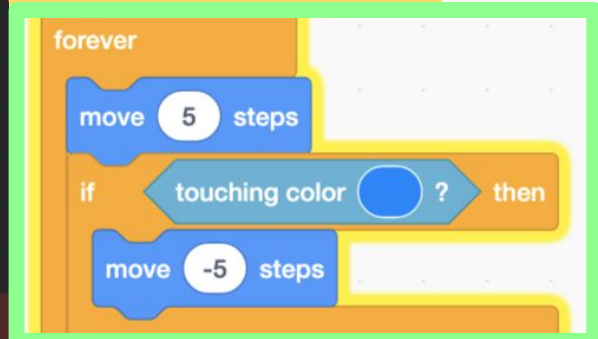 forever
move 5 steps
if touching color ? then
move -5 steps